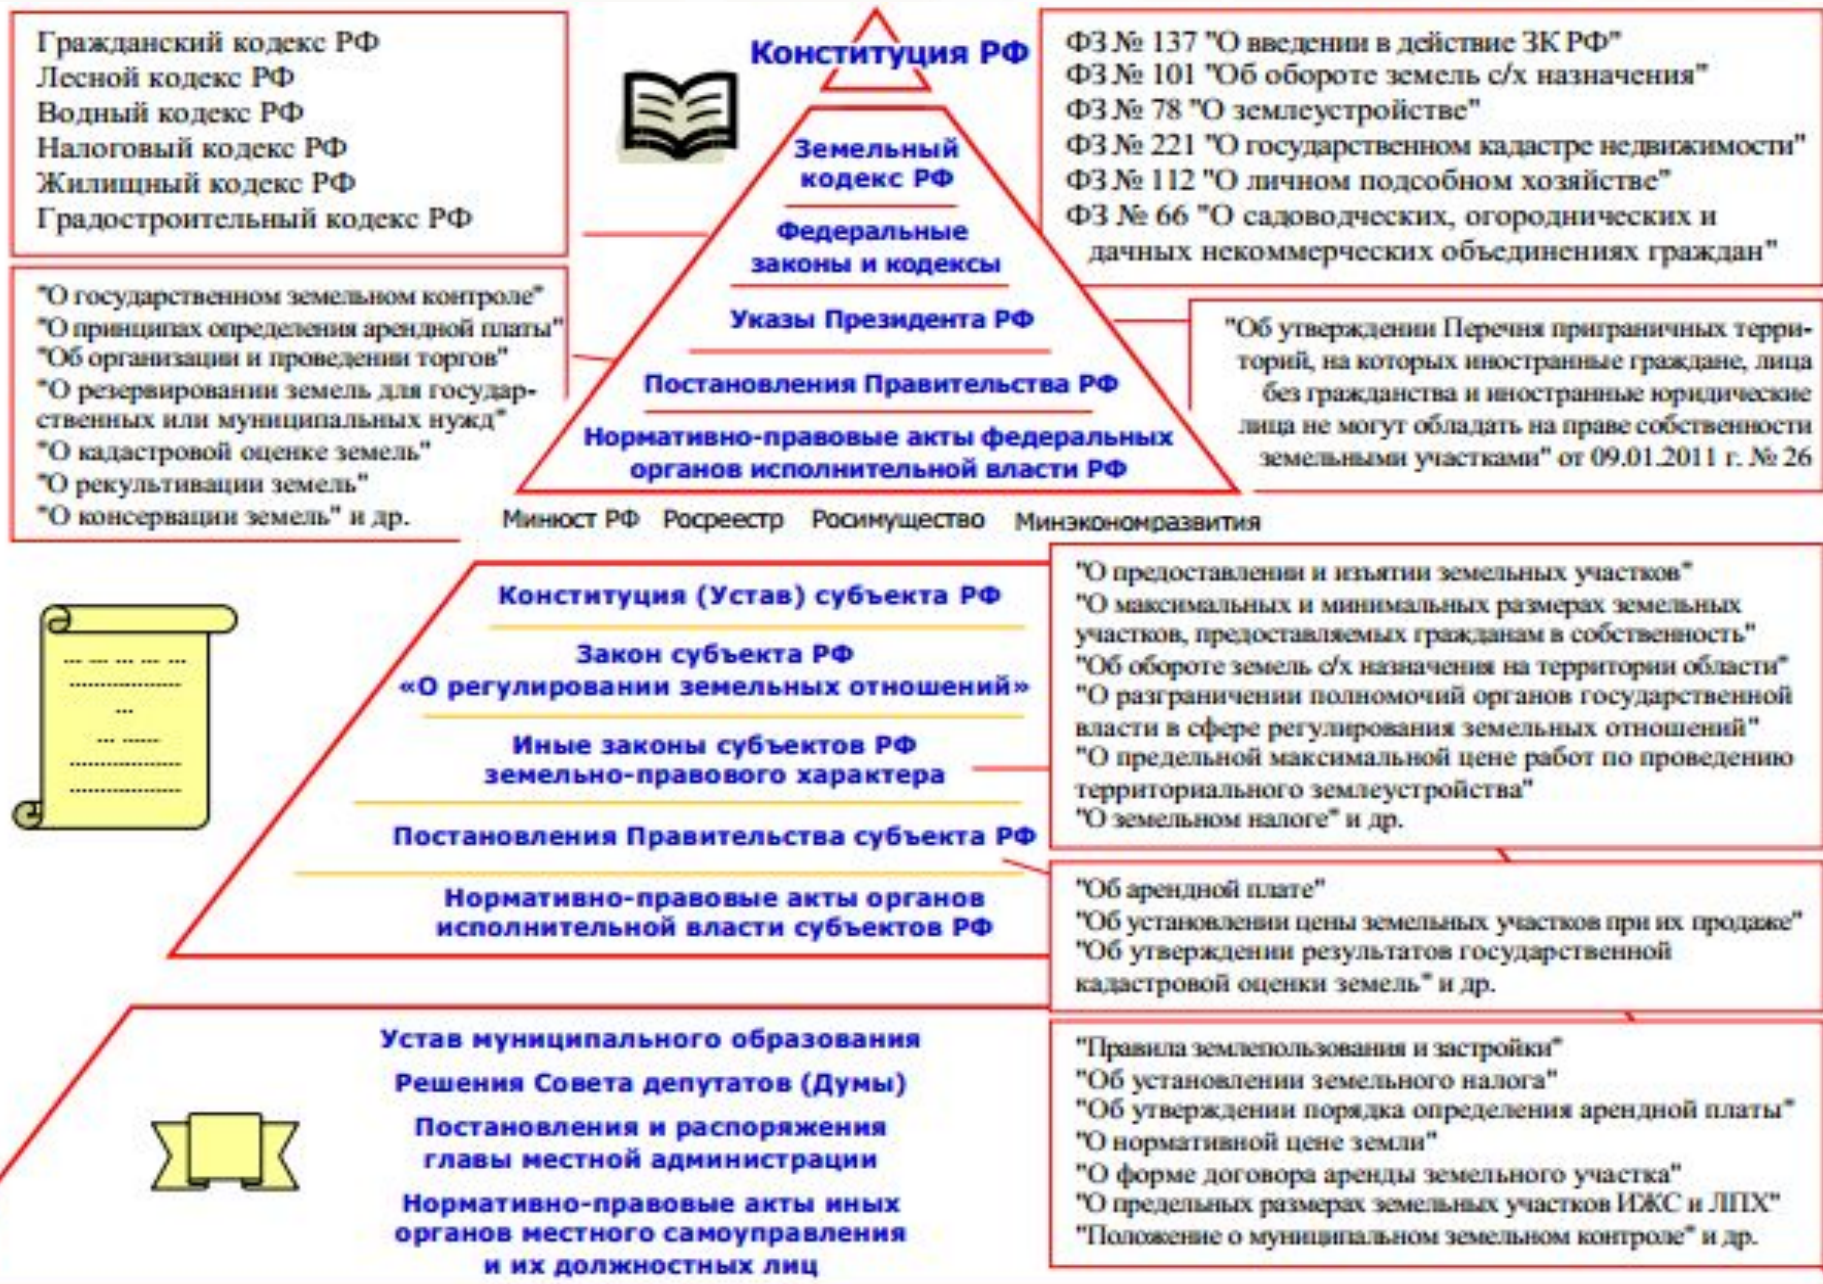 Гражданский кодекс РФ
Лесной кодекс РФ
Водный кодекс РФ
Налоговый кодекс РФ
Жилищный кодекс РФ
Градостроительный кодекс РФ
Конституция РФ
ФЗ № 137 "О введении в действие ЗК РФ"
ФЗ № 101 "Об обороте земель с/х назначения"
ФЗ № 78 "О землеустройстве"
ФЗ № 221 "О государственном кадастре недвижимости"
ФЗ № 112 "О личном подсобном хозяйстве"
ФЗ № 66 "О садоводческих, огороднических и
дачных некоммерческих объединениях граждан"
Земельный
кодекс РФ
Федеральные
законы и кодексы
Указы Президента РФ
Постановления Правительства РФ
Нормативно-правовые акты федеральных
органов исполнительной власти РФ
"О государственном земельном контроле"
"О принципах определения арендной платы"
"Об организации и проведении торгов"
"О резервировании земель для государ-
ственных или муниципальных нужд"
"О кадастровой оценке земель"
"О рекультивации земель"
"О консервации земель" и др.
"Об утверждении Перечня приграничных терри-
торий, на которых иностранные граждане, лица
без гражданства и иностранные юридические
лица не могут обладать на праве собственности
земельными участками" от 09.01.2011 г. № 26
Минюст РФ Росреестр Росимущество Минэкономразвития
Конституция (Устав) субъекта РФ
Закон субъекта РФ
«О регулировании земельных отношений»
Иные законы субъектов РФ
земельно-правового характера
Постановления Правительства субъекта РФ
Нормативно-правовые акты органов
исполнительной власти субъектов РФ
"О предоставлении и изъятии земельных участков"
"О максимальных и минимальных размерах земельных
участков, предоставляемых гражданам в собственность"
"Об обороте земель с/х назначения на территории области"
"О разграничении полномочий органов государственной
власти в сфере регулирования земельных отношений"
"О предельной максимальной цене работ по проведению
территориального землеустройства"
"О земельном налоге" и др.
"Об арендной плате"
"Об установлении цены земельных участков при их продаже"
"Об утверждении результатов государственной
кадастровой оценки земель" и др.
Устав муниципального образования
Решения Совета депутатов (Думы)
Постановления и распоряжения
главы местной администрации
Нормативно-правовые акты иных
органов местного самоуправления
и их должностных лиц
"Правила землепользования и застройки"
"Об установлении земельного налога"
"Об утверждении порядка определения арендной платы"
"О нормативной цене земли"
"О форме договора аренды земельного участка"
"О предельных размерах земельных участков ИЖС и ЛПХ"
"Положение о муниципальном земельном контроле" и др.